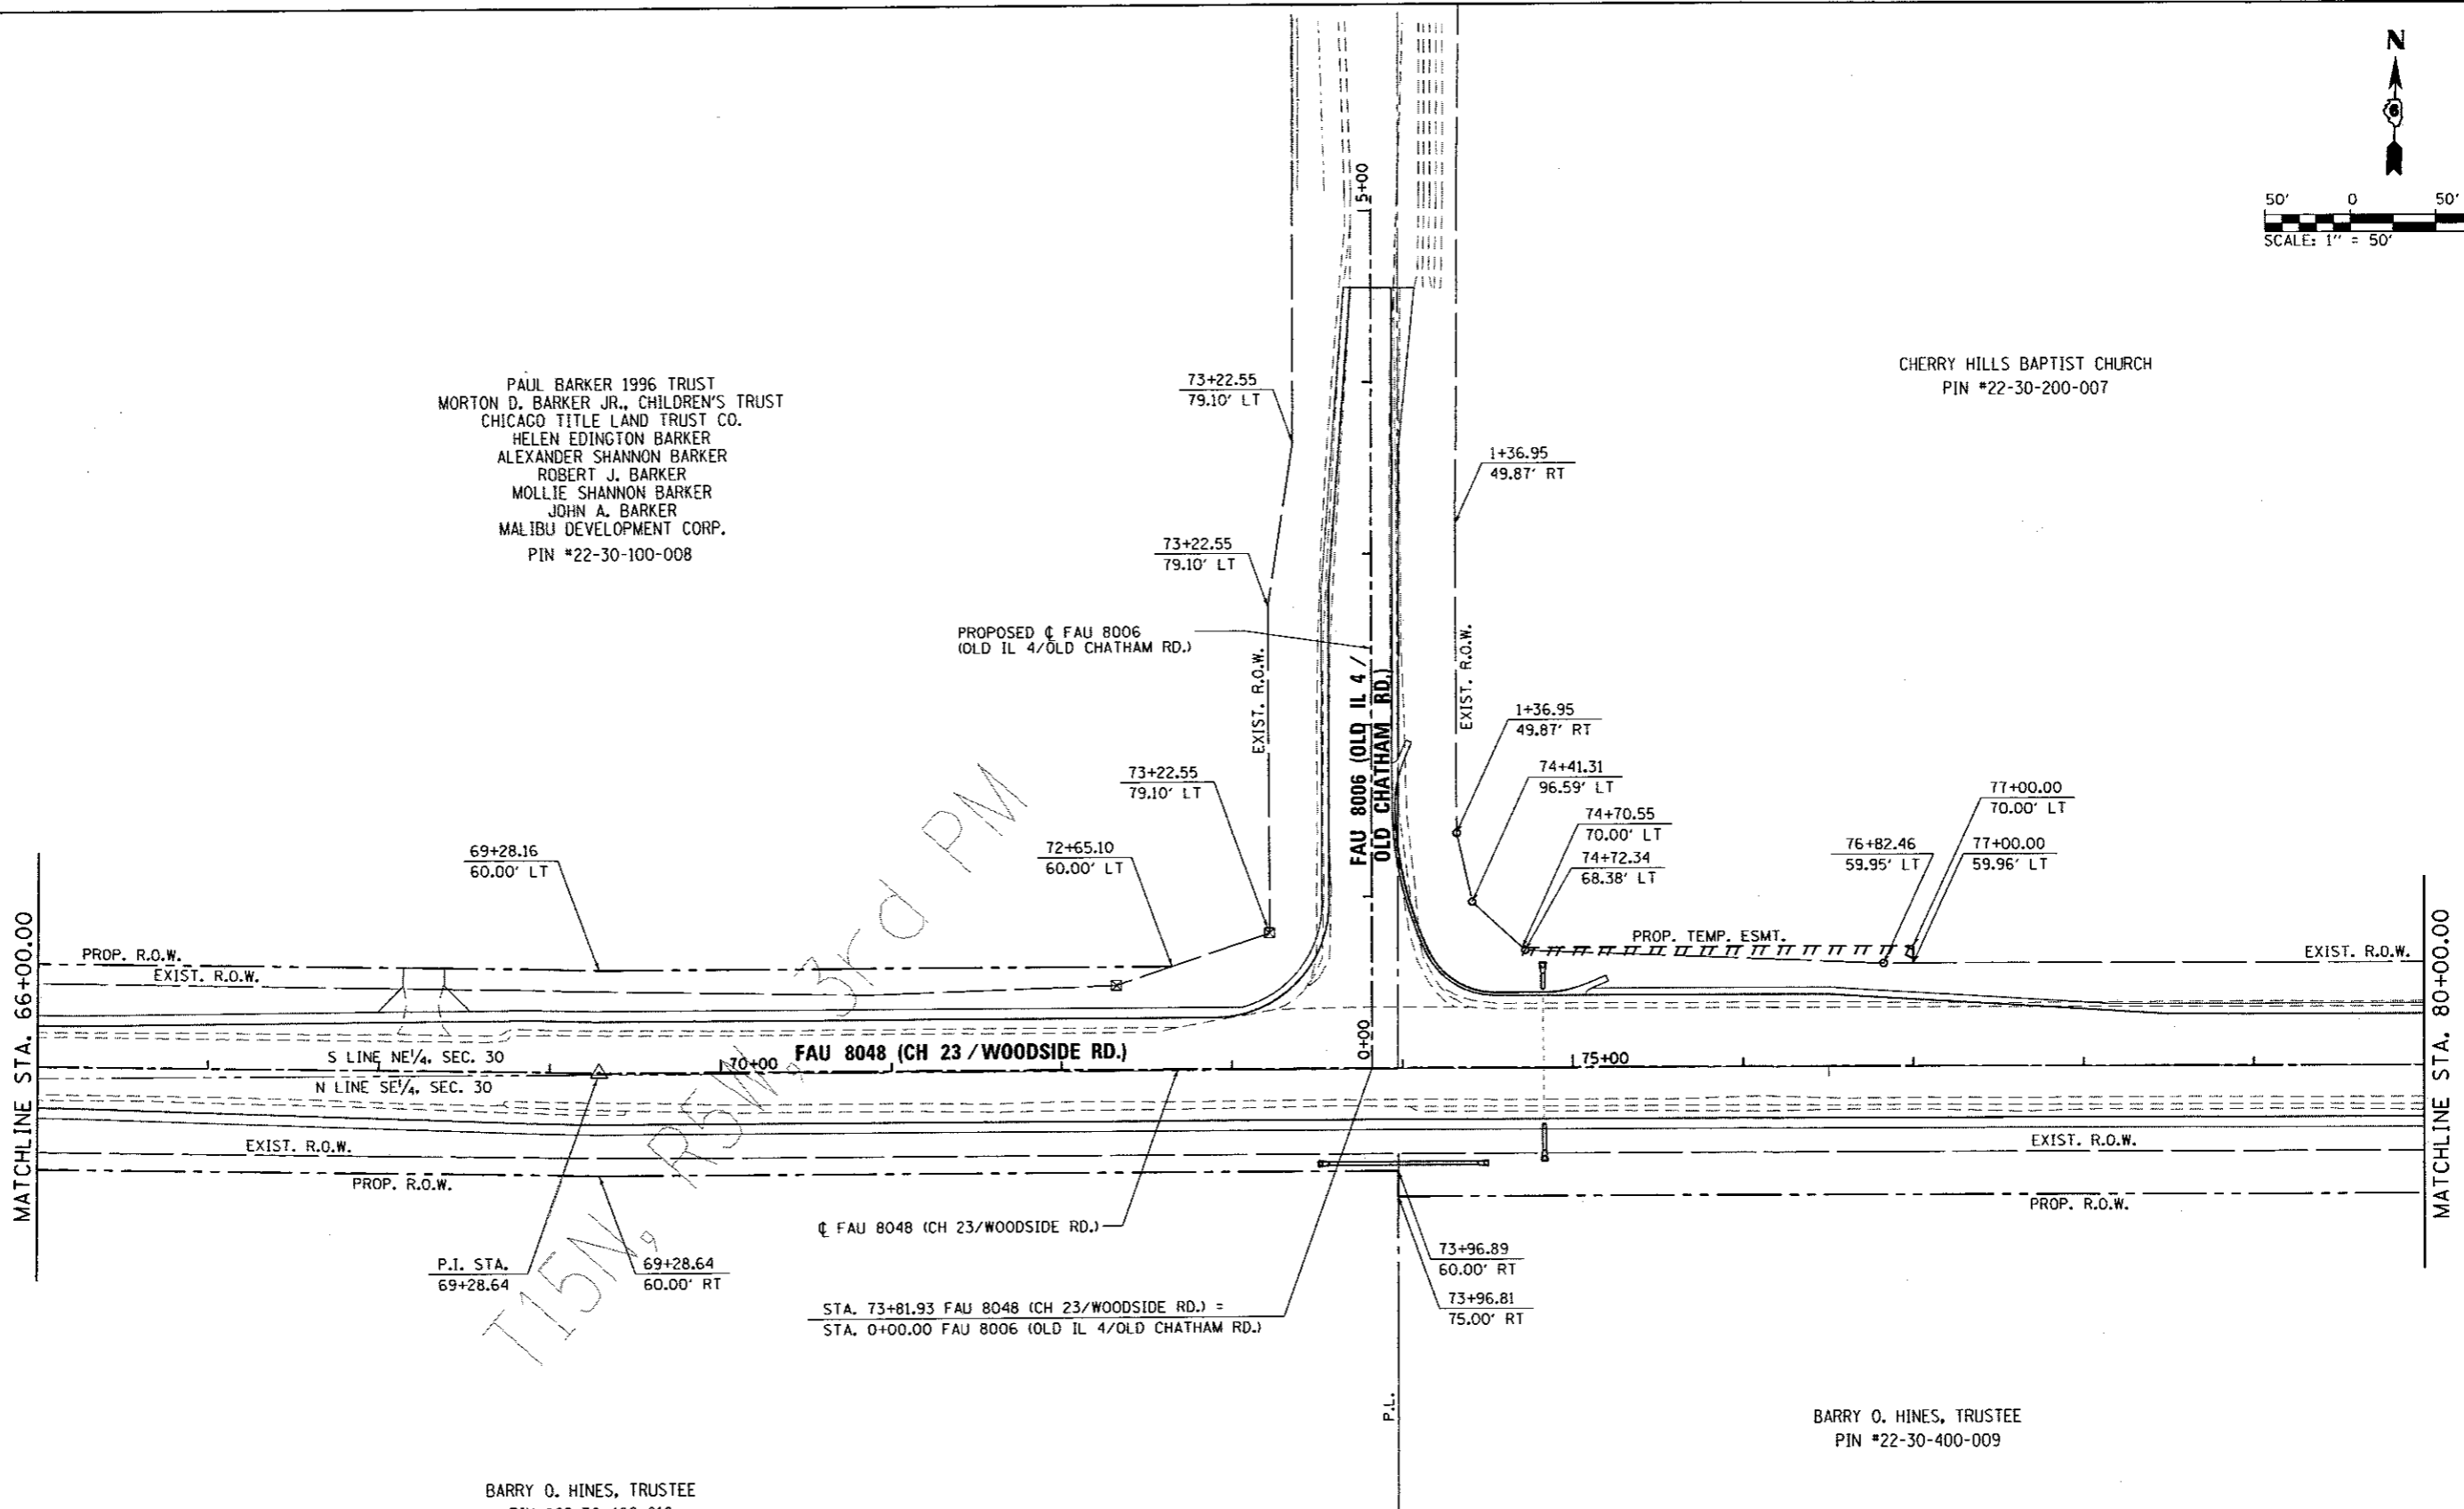 N
50' 0 50'
SCALE: 1" = 50'
PAUL BARKER 1996 TRUST
MORTON D. BARKER JR., CHILDREN'S TRUST
CHICAGO TITLE LAND TRUST CO.
HELEN EDINGTON BARKER
ALEXANDER SHANNON BARKER
ROBERT J. BARKER
MOLLIE SHANNON BARKER
JOHN A. BARKER
MALIBU DEVELOPMENT CORP.
PIN #22-30-100-008
CHERRY HILLS BAPTIST CHURCH
PIN #22-30-200-007
5+00
73+22.55
79.10' LT
1+36.95
49.87' RT
73+22.55
79.10' LT
PROPOSED ℄ FAU 8006
(OLD IL 4/OLD CHATHAM RD.)
EXIST. R.O.W.
FAU 8006 (OLD IL 4 /
OLD CHATHAM RD.)
EXIST. R.O.W.
1+36.95
49.87' RT
73+22.55
79.10' LT
74+41.31
96.59' LT
74+70.55
70.00' LT
74+72.34
68.38' LT
77+00.00
70.00' LT
76+82.46
59.95' LT
77+00.00
59.96' LT
69+28.16
60.00' LT
72+65.10
60.00' LT
MATCHLINE STA. 66+00.00
PROP. R.O.W.
EXIST. R.O.W.
PROP. TEMP. ESMT.
EXIST. R.O.W.
MATCHLINE STA. 80+00.00
T15N, R5W, 3rd PM
S LINE NE1/4, SEC. 30
N LINE SE1/4, SEC. 30
70+00
FAU 8048 (CH 23 / WOODSIDE RD.)
0+00
75+00
1
EXIST. R.O.W.
PROP. R.O.W.
EXIST. R.O.W.
PROP. R.O.W.
℄ FAU 8048 (CH 23/WOODSIDE RD.)
P.I. STA.
69+28.64
69+28.64
60.00' RT
73+96.89
60.00' RT
73+96.81
75.00' RT
STA. 73+81.93 FAU 8048 (CH 23/WOODSIDE RD.) =
STA. 0+00.00 FAU 8006 (OLD IL 4/OLD CHATHAM RD.)
P.L.
BARRY O. HINES, TRUSTEE
PIN #22-30-400-009
BARRY O. HINES, TRUSTEE